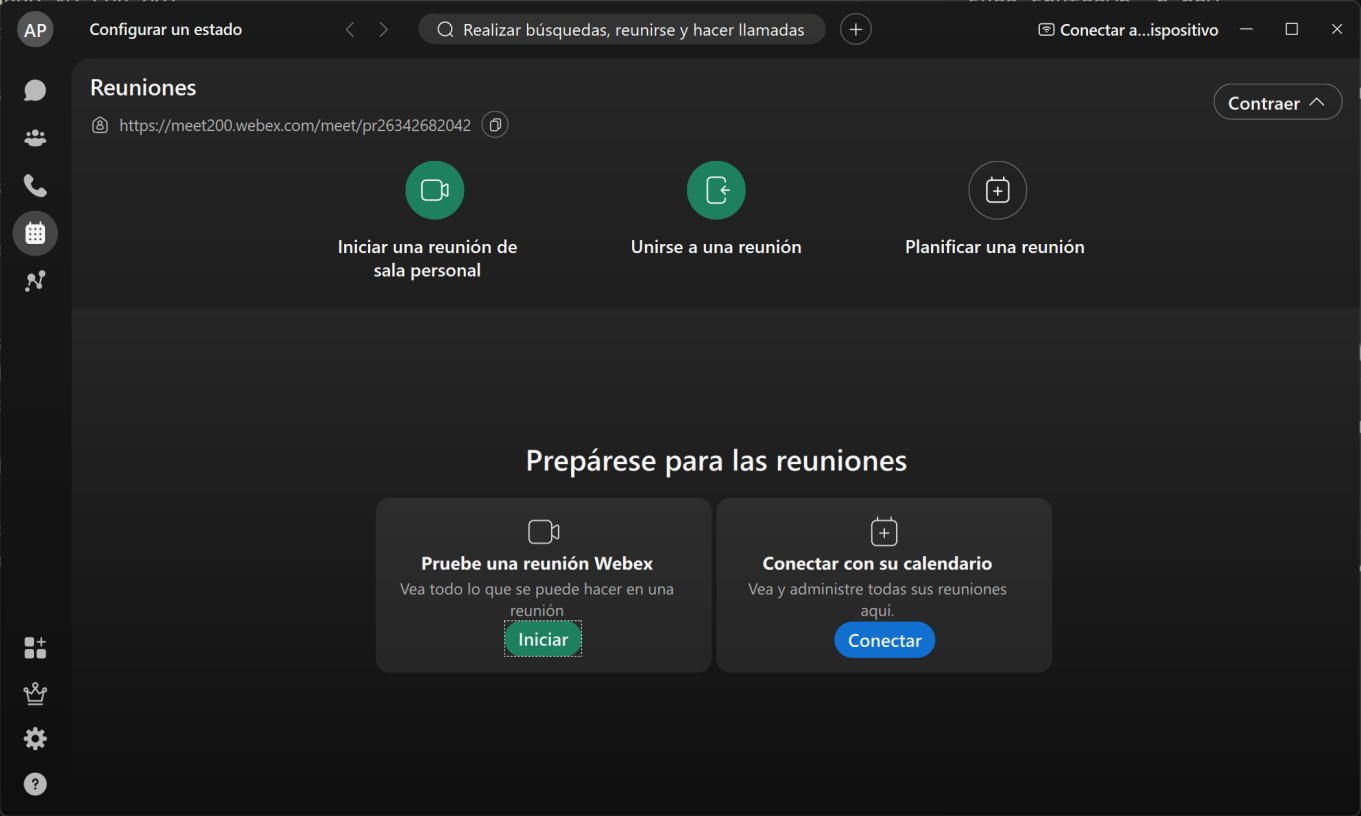 AP
Configurar un estado
Realizar búsquedas, reunirse y hacer llamadas
Conectar a...ispositivo
Reuniones
Contraer
https://meet200.webex.com/meet/pr26342682042
Iniciar una reunión de
sala personal
Unirse a una reunión
Planificar una reunión
Prepárese para las reuniones
Pruebe una reunión Webex
Vea todo lo que se puede hacer en una
reunión
Iniciar
Conectar con su calendario
Vea y administre todas sus reuniones
aquí.
Conectar